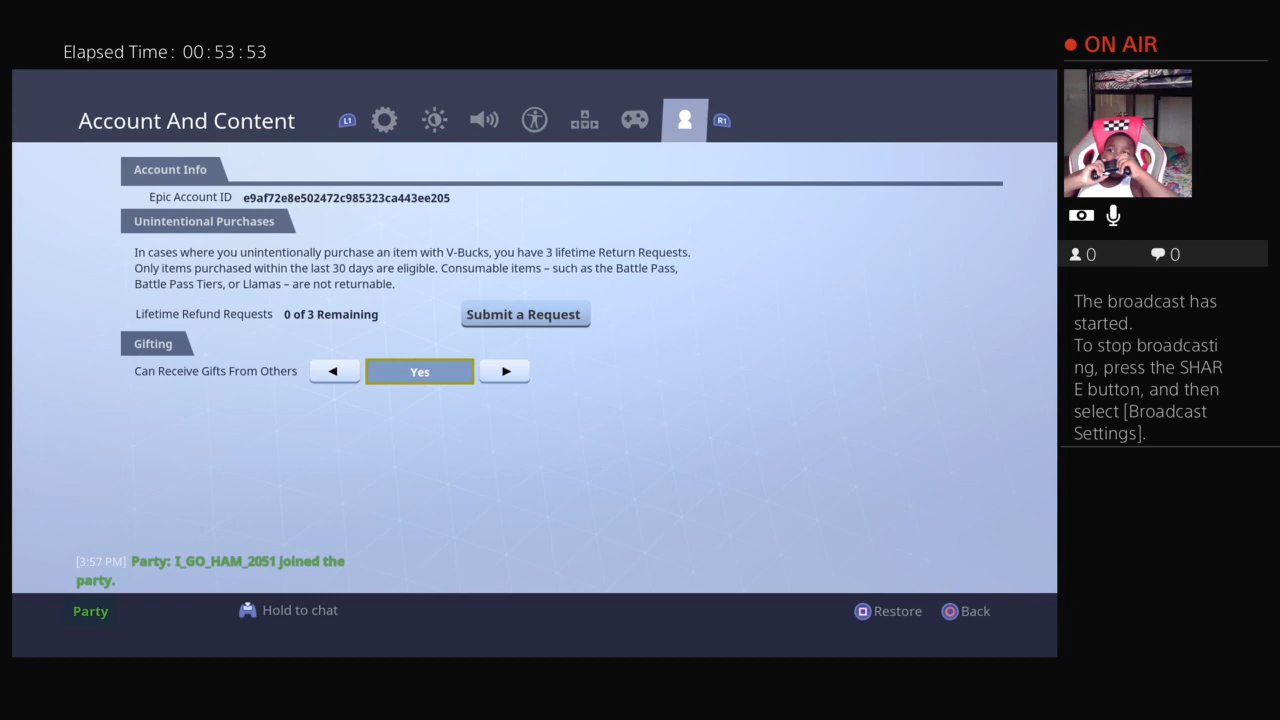 Elapsed Time: 00:53:53
ON AIR
Account And Content
L1
R1
Account Info
Epic Account ID e9af72e8e502472c985323ca443ee205
Unintentional Purchases
In cases where you unintentionally purchase an item with V-Bucks, you have 3 lifetime Return Requests.
Only items purchased within the last 30 days are eligible. Consumable items – such as the Battle Pass,
Battle Pass Tiers, or Llamas – are not returnable.
Lifetime Refund Requests 0 of 3 Remaining Submit a Request
Gifting
Can Receive Gifts From Others Yes
[3:57 PM] Party: I_GO_HAM_2051 joined the
party.
Party Hold to chat Restore Back
0 0
The broadcast has
started.
To stop broadcasti
ng, press the SHAR
E button, and then
select [Broadcast
Settings].